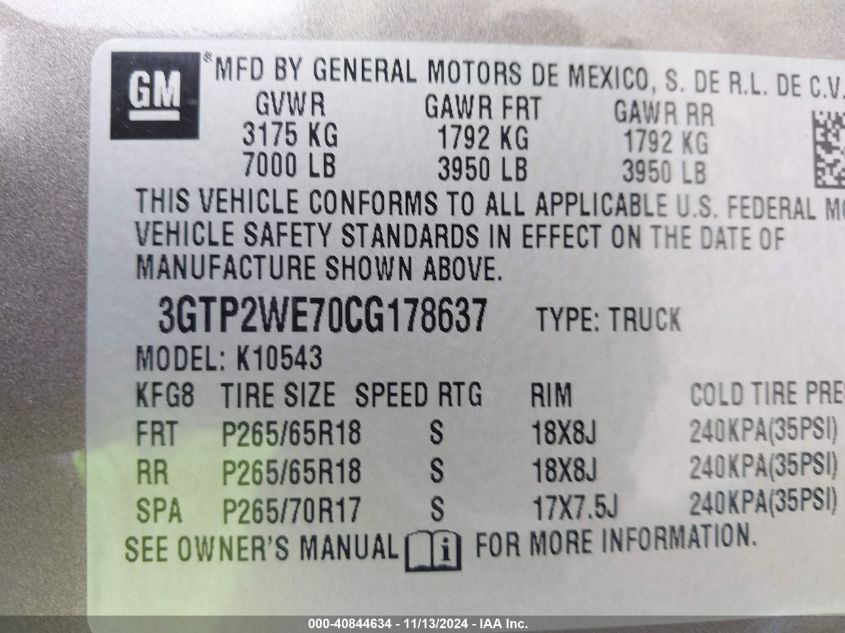 GM
®MFD BY GENERAL MOTORS DE MEXICO, S. DE R.L. DE C.V.
GVWR GAWR FRT GAWR RR
3175 KG 1792 KG 1792 KG
7000 LB 3950 LB 3950 LB
THIS VEHICLE CONFORMS TO ALL APPLICABLE U.S. FEDERAL MO
VEHICLE SAFETY STANDARDS IN EFFECT ON THE DATE OF
MANUFACTURE SHOWN ABOVE.
3GTP2WE70CG178637 TYPE: TRUCK
MODEL: K10543
KFG8 TIRE SIZE SPEED RTG RIM COLD TIRE PRE
FRT P265/65R18 S 18X8J 240KPA(35PSI)
RR P265/65R18 S 18X8J 240KPA(35PSI)
SPA P265/70R17 S 17X7.5J 240KPA(35PSI)
SEE OWNER'S MANUAL i FOR MORE INFORMATION.
000-40844634 - 11/13/2024 - IAA Inc.